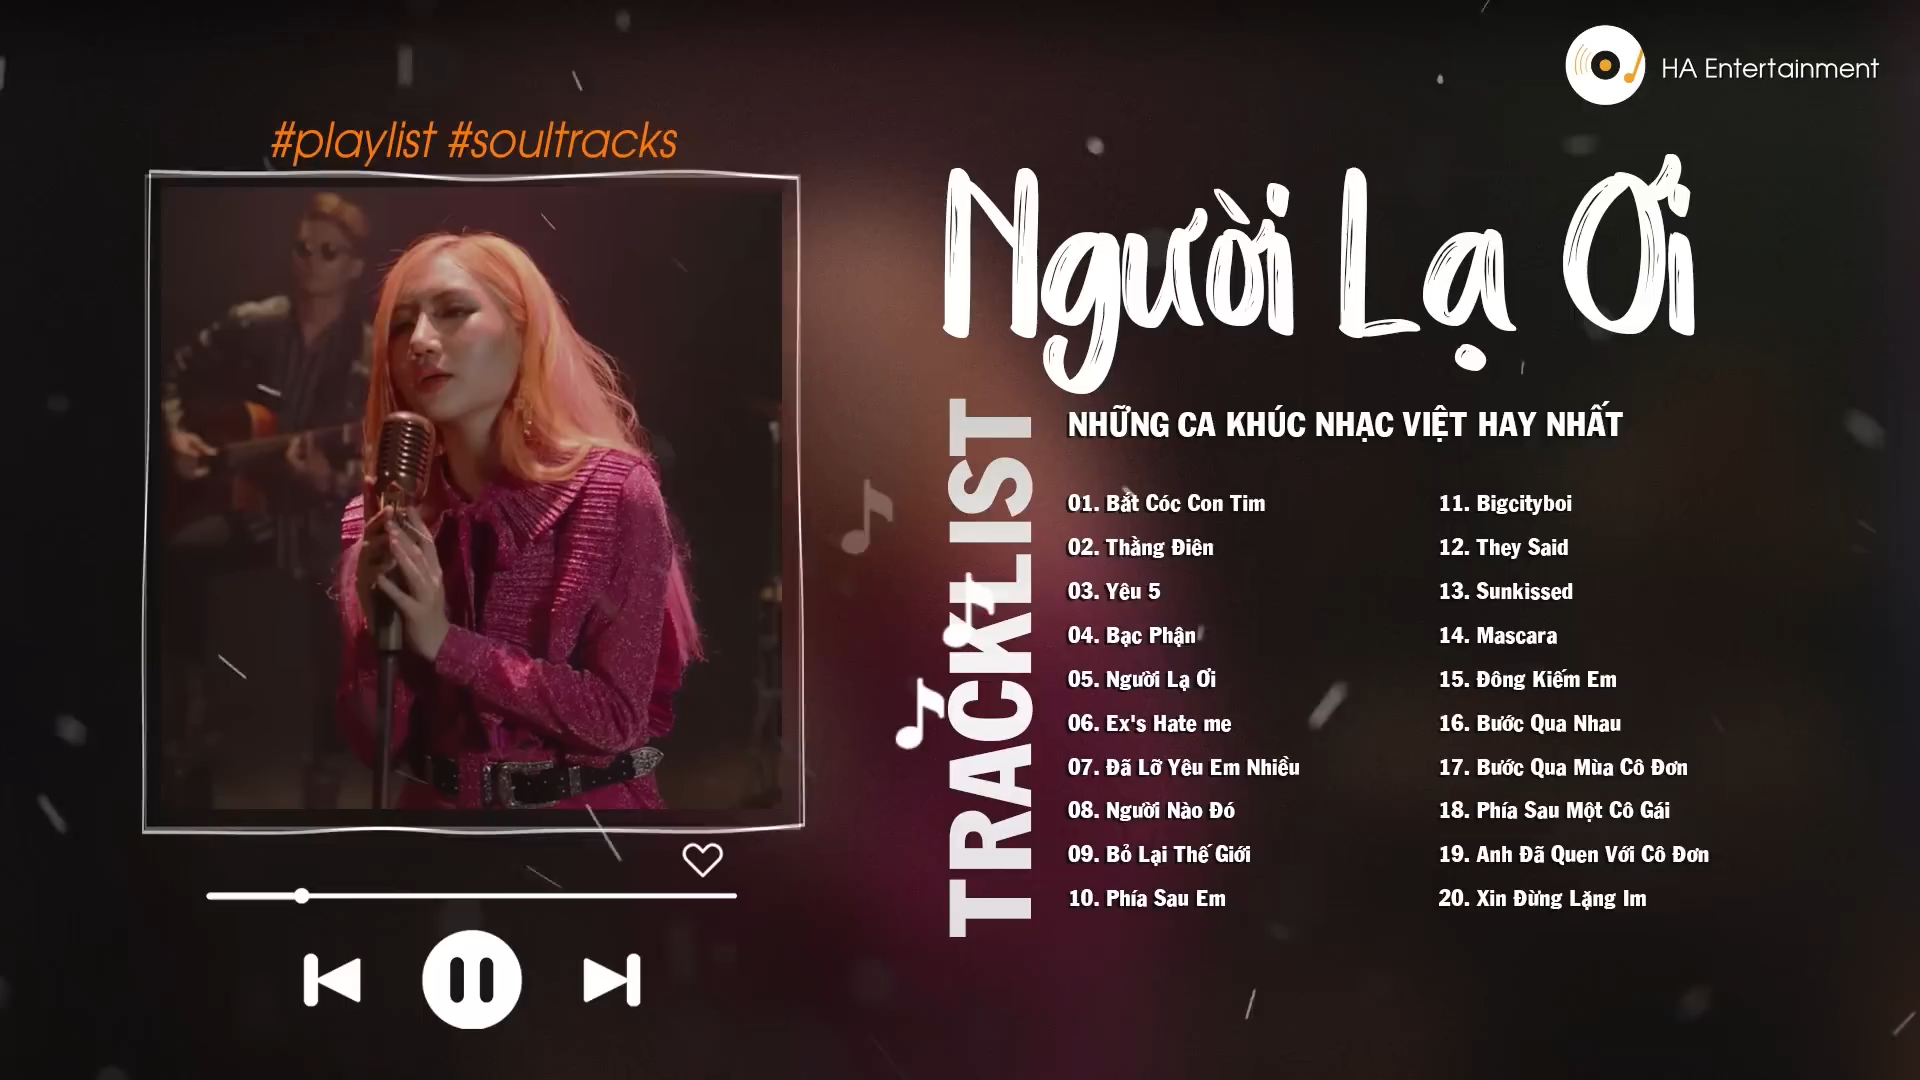 HA Entertainment
#playlist #soultracks
Người Lạ Ơi
NHỮNG CA KHÚC NHẠC VIỆT HAY NHẤT
TRACKLIST
01. Bắt Cóc Con Tim
02. Thằng Điên
03. Yêu 5
04. Bạc Phận
05. Người Lạ Ơi
06. Ex's Hate me
07. Đã Lỡ Yêu Em Nhiều
08. Người Nào Đó
09. Bỏ Lại Thế Giới
10. Phía Sau Em
11. Bigcityboi
12. They Said
13. Sunkissed
14. Mascara
15. Đông Kiếm Em
16. Bước Qua Nhau
17. Bước Qua Mùa Cô Đơn
18. Phía Sau Một Cô Gái
19. Anh Đã Quen Với Cô Đơn
20. Xin Đừng Lặng Im